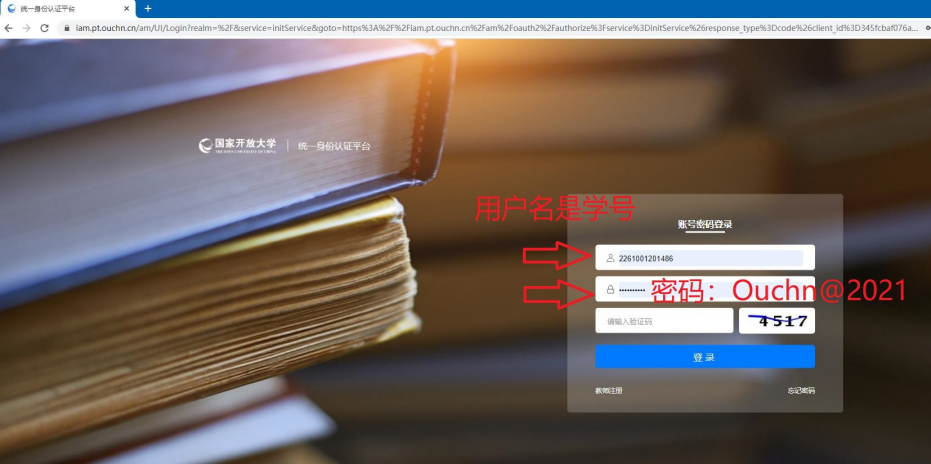 统一身份认证平台
iam.pt.ouchn.cn/am/UI/Login?realm=%2F&service=initService&goto=https%3A%2F%2Fiam.pt.ouchn.cn%2Fam%2Foauth2%2Fauthorize%3Fservice%3DinitService%26response_type%3Dcode%26client_id%3D345fcbaf076a...
国家开放大学 统一身份认证平台
用户名是学号
账号密码登录
2261001201486
密码：Ouchn@2021
请输入验证码 4517
登录
教师注册 忘记密码